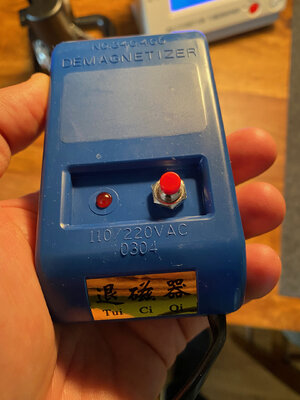 DEMAGNETIZER
110/220VAC
0304
退磁器
Tui Ci Qi